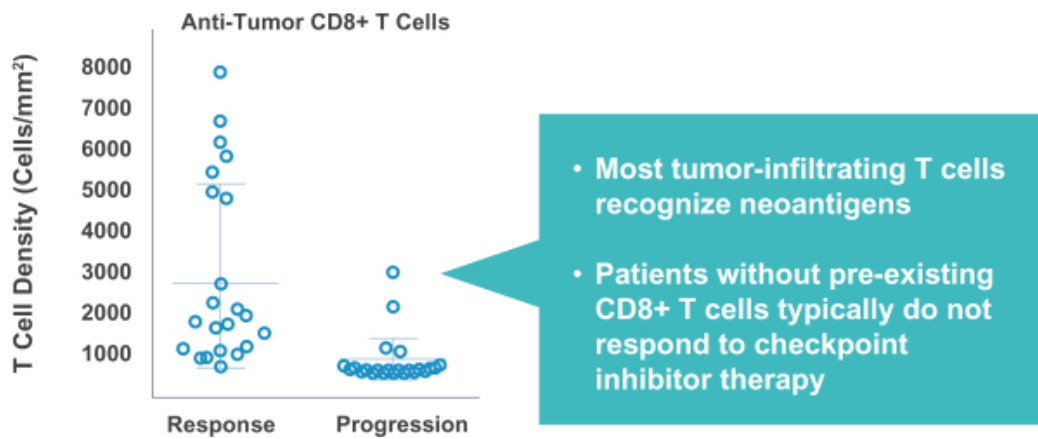 Anti-Tumor CD8+ T Cells
T Cell Density (Cells/mm²)
8000
7000
6000
5000
4000
3000
2000
1000
Response
Progression
• Most tumor-infiltrating T cells
recognize neoantigens
• Patients without pre-existing
CD8+ T cells typically do not
respond to checkpoint
inhibitor therapy